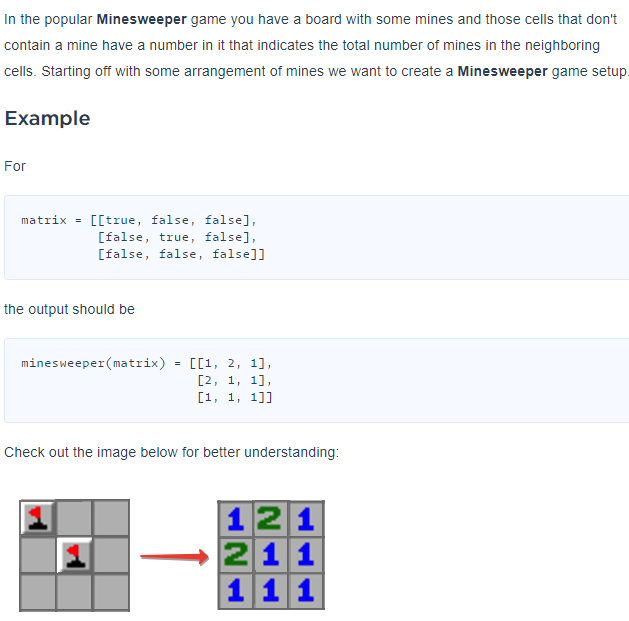 In the popular Minesweeper game you have a board with some mines and those cells that don't
contain a mine have a number in it that indicates the total number of mines in the neighboring
cells. Starting off with some arrangement of mines we want to create a Minesweeper game setup.
Example
For
matrix = [[true, false, false],
[false, true, false],
[false, false, false]]
the output should be
minesweeper(matrix) = [[1, 2, 1],
[2, 1, 1],
[1, 1, 1]]
Check out the image below for better understanding:
1 2 1
2 1 1
1 1 1